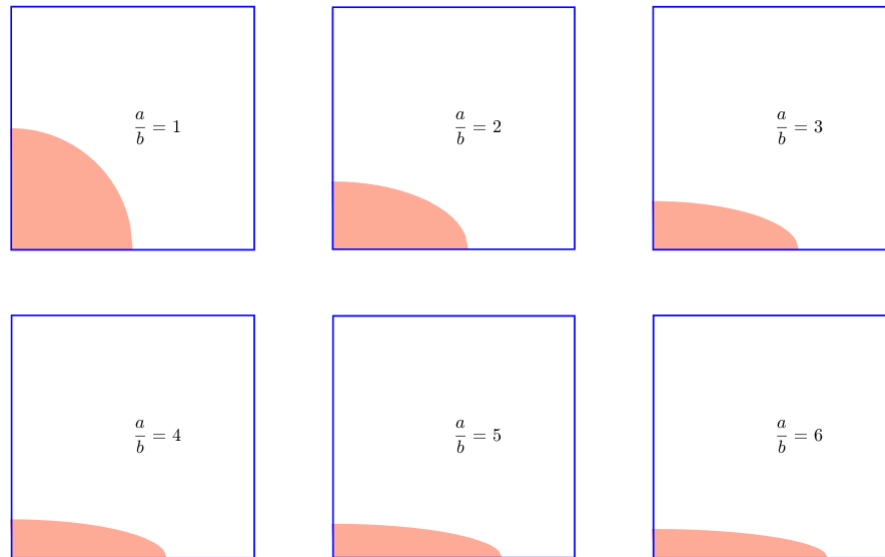 a/b = 1
a/b = 2
a/b = 3
a/b = 4
a/b = 5
a/b = 6